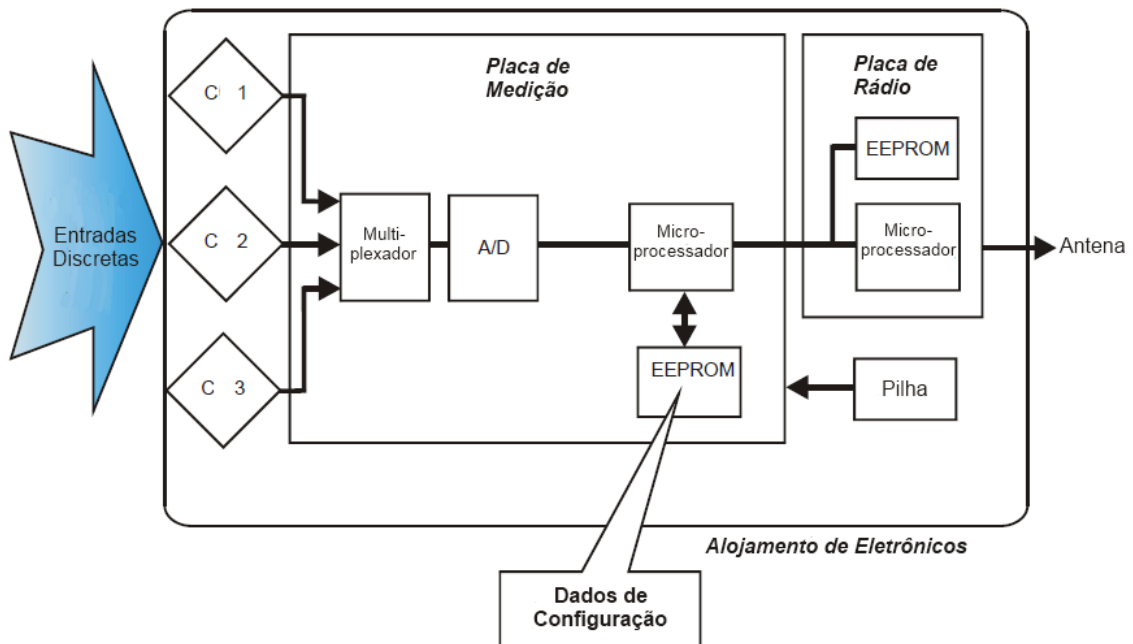 Placa de
Medição
Placa de
Rádio
C 1
EEPROM
Entradas
Discretas
C 2
Multi-
plexador
A/D
Micro-
processador
Micro-
processador
Antena
C 3
EEPROM
Pilha
Alojamento de Eletrônicos
Dados de
Configuração